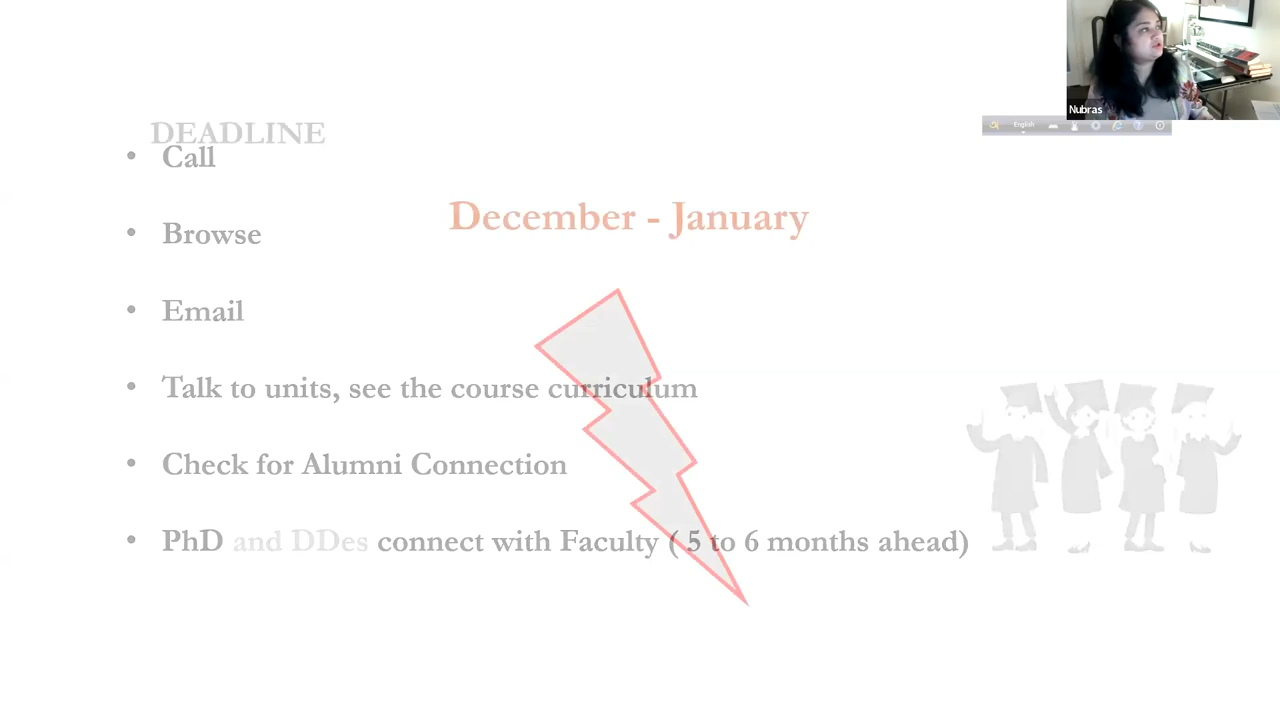 Nubras
English
DEADLINE
• Call
December - January
• Browse
• Email
• Talk to units, see the course curriculum
• Check for Alumni Connection
• PhD and DDes connect with Faculty ( 5 to 6 months ahead)